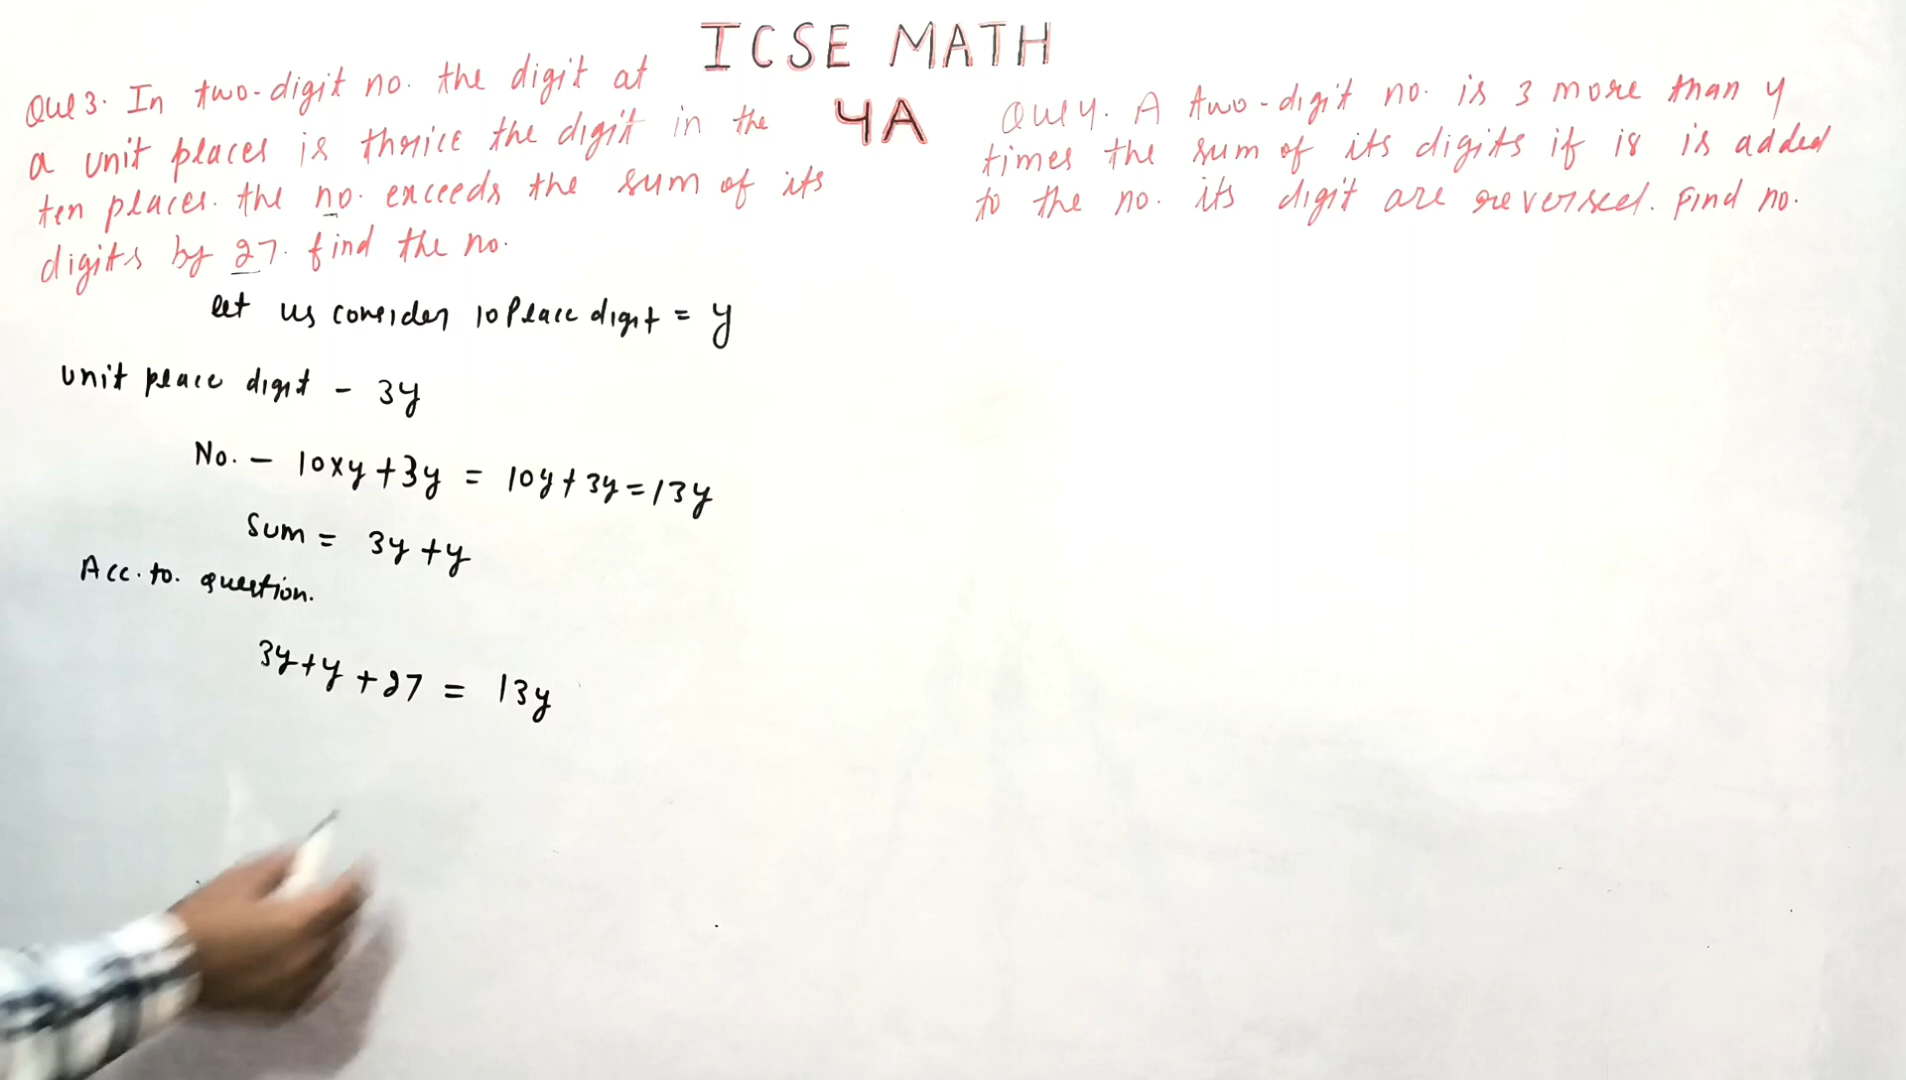 ICSE MATH
4A
Que 3. In two-digit no. the digit at
a unit places is thrice the digit in the
ten places. the no. exceeds the sum of its
digits by 27. find the no.
let us consider 10 Place digit = y
unit place digit - 3y
No. - 10xy+3y = 10y+3y=13y
Sum = 3y+y
Acc. to. question.
3y+y+27 = 13y
Que 4. A two-digit no. is 3 more than 4
times the sum of its digits if 18 is added
to the no. its digit are reversed. Find no.